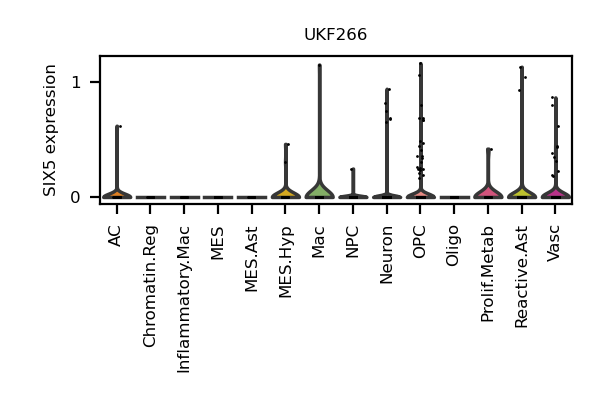 UKF266
SIX5 expression
1
0
AC
Chromatin.Reg
Inflammatory.Mac
MES
MES.Ast
MES.Hyp
Mac
NPC
Neuron
OPC
Oligo
Prolif.Metab
Reactive.Ast
Vasc